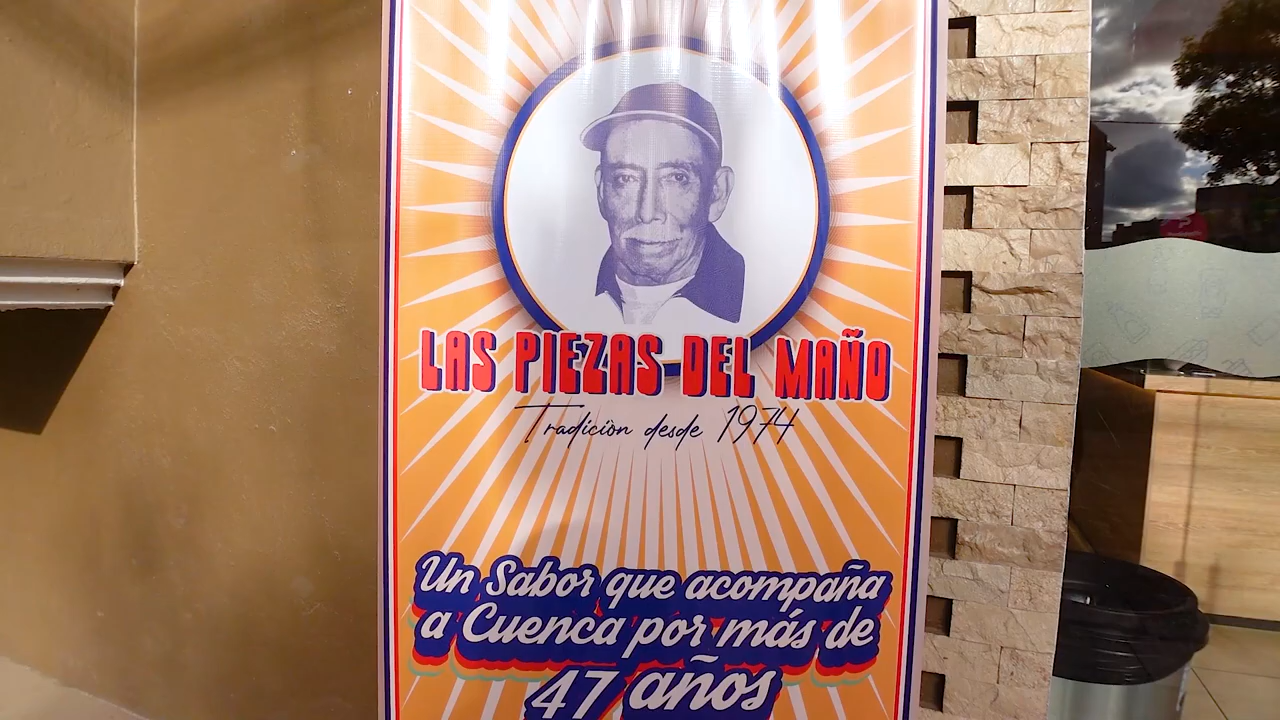 LAS PIEZAS DEL MAÑO
Tradición desde 1974
Un Sabor que acompaña
a Cuenca por más de
47 años